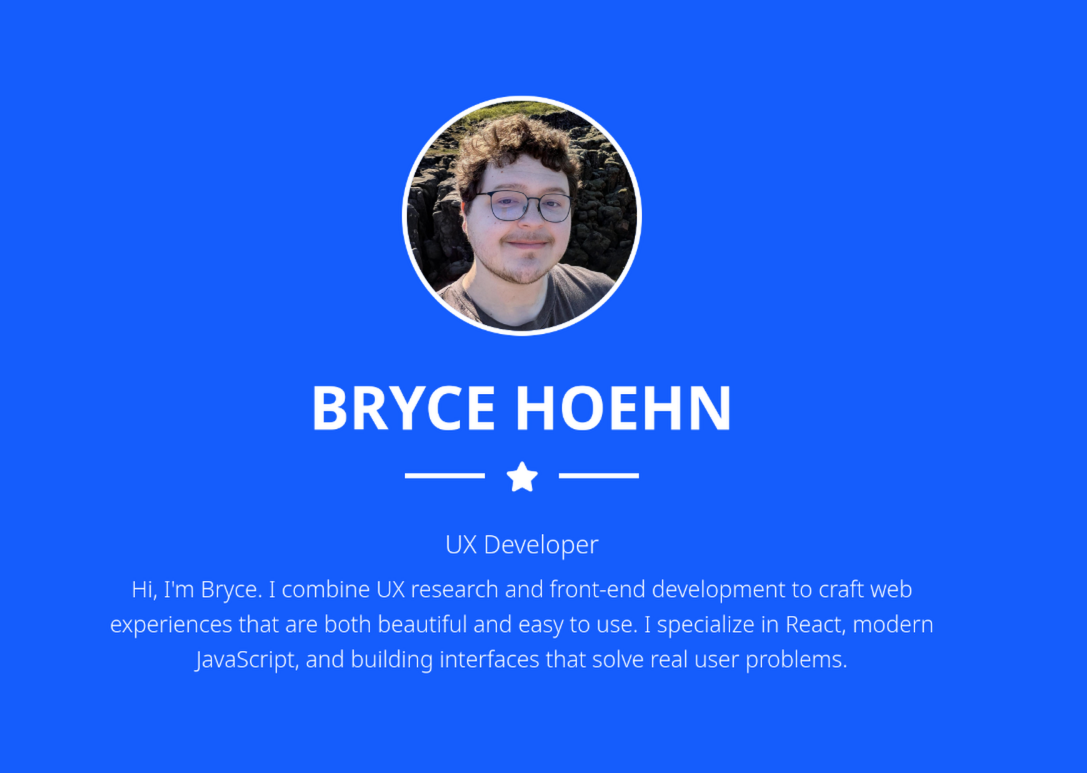 BRYCE HOEHN
UX Developer
Hi, I'm Bryce. I combine UX research and front-end development to craft web
experiences that are both beautiful and easy to use. I specialize in React, modern
JavaScript, and building interfaces that solve real user problems.